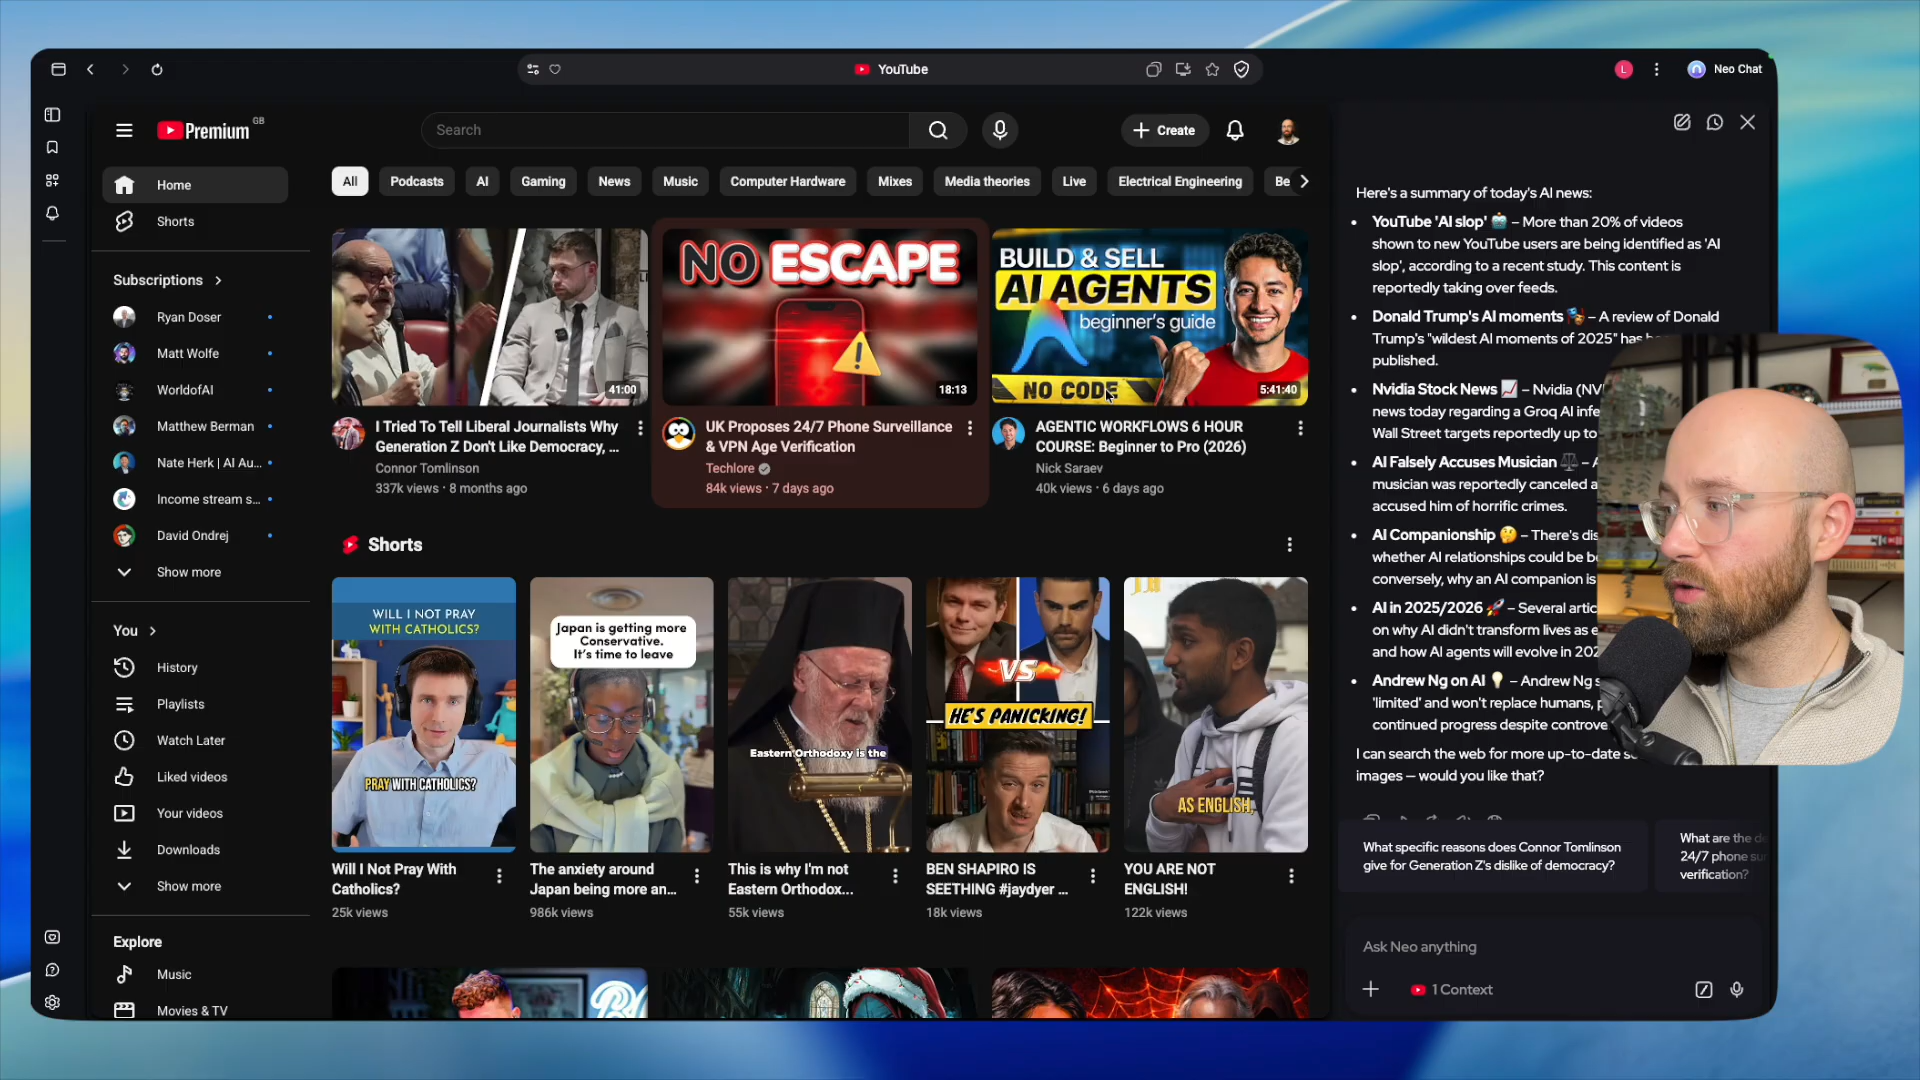 YouTube
L
Neo Chat
Premium GB
Search
Create
Home
Shorts
Subscriptions
Ryan Doser
Matt Wolfe
WorldofAI
Matthew Berman
Nate Herk | AI Au...
Income stream s...
David Ondrej
Show more
You
History
Playlists
Watch Later
Liked videos
Your videos
Downloads
Show more
Explore
Music
Movies & TV
All
Podcasts
AI
Gaming
News
Music
Computer Hardware
Mixes
Media theories
Live
Electrical Engineering
Be
41:00
I Tried To Tell Liberal Journalists Why
Generation Z Don't Like Democracy, ...
Connor Tomlinson
337k views · 8 months ago
NO ESCAPE
18:13
UK Proposes 24/7 Phone Surveillance
& VPN Age Verification
Techlore
84k views · 7 days ago
BUILD & SELL
AI AGENTS
beginner's guide
NO CODE
5:41:40
AGENTIC WORKFLOWS 6 HOUR
COURSE: Beginner to Pro (2026)
Nick Saraev
40k views · 6 days ago
Shorts
WILL I NOT PRAY
WITH CATHOLICS?
PRAY WITH CATHOLICS?
Will I Not Pray With
Catholics?
25k views
Japan is getting more
Conservative.
It's time to leave
The anxiety around
Japan being more an...
986k views
Eastern Orthodoxy is the
This is why I'm not
Eastern Orthodox...
55k views
VS
HE'S PANICKING!
BEN SHAPIRO IS
SEETHING #jaydyer ...
18k views
AS ENGLISH,
YOU ARE NOT
ENGLISH!
122k views
Here's a summary of today's AI news:
YouTube 'AI slop' – More than 20% of videos
shown to new YouTube users are being identified as 'AI
slop', according to a recent study. This content is
reportedly taking over feeds.
Donald Trump's AI moments – A review of Donald
Trump's "wildest AI moments of 2025" has
published.
Nvidia Stock News – Nvidia
news today regarding a Groq AI
Wall Street targets reportedly up to
AI Falsely Accuses Musician –
musician was reportedly canceled
accused him of horrific crimes.
AI Companionship – There's
whether AI relationships could be
conversely, why an AI companion is
AI in 2025/2026 – Several
on why AI didn't transform lives as
and how AI agents will evolve in
Andrew Ng on AI – Andrew Ng
'limited' and won't replace humans,
continued progress despite
I can search the web for more up-to-date
images – would you like that?
What specific reasons does Connor Tomlinson
give for Generation Z's dislike of democracy?
What are the
24/7 phone
verification?
Ask Neo anything
1 Context